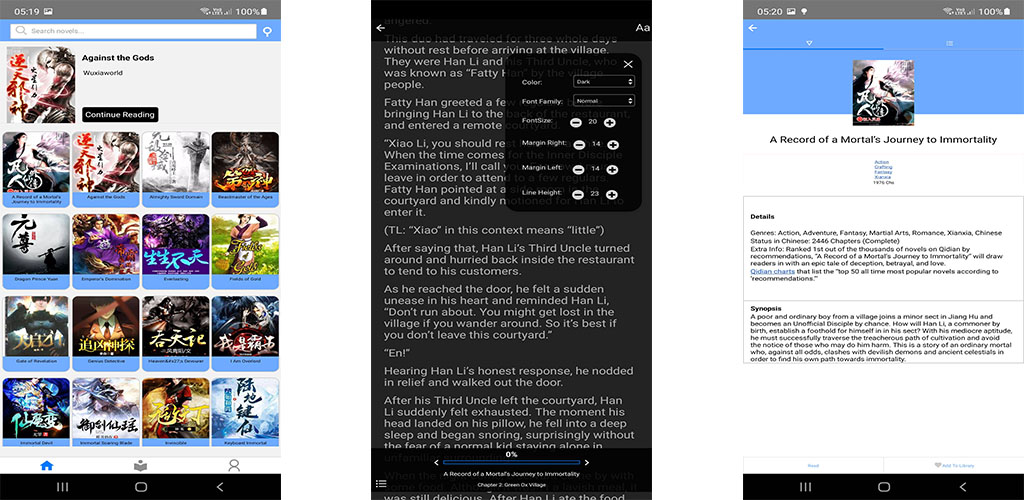 05:19
100%
Search novels...
Against the Gods
Wuxiaworld
Continue Reading
逆天邪神
A Record of a Mortal's
Journey to Immortality
Against the Gods
Almighty Sword Domain
Beastmaster of the Ages
元尊
Dragon Prince Yuan
Emperor's Domination
Everlasting
Fields of Gold
Gate of Revelation
Genius Detective
Heaven&#x27;s Devourer
I Am Overlord
Immortal Devil
Immortal Soaring Blade
Invincible
Keyboard Immortal
angered.
Aa
This duo had traveled for three whole days
without rest before arriving at the village.
They were Han Li and his Third Uncle, who
was known as “Fatty Han” by the village
people.
Fatty Han greeted a few
bringing Han Li to the back of the restaurant,
and entered a remote courtyard.
“Xiao Li, you should rest
When the time comes for the Inner Disciple
Examinations, I'll call you
leave in order to attend to a few regulars.
Fatty Han pointed at a
courtyard and kindly motioned for Han Li to
enter it.
(TL: “Xiao” in this context means “little”)
After saying that, Han Li's Third Uncle turned
around and hurried back inside the restaurant
to tend to his customers.
As he reached the door, he felt a sudden
unease in his heart and reminded Han Li,
“Don't run about. You might get lost in the
village if you wander around. So it's best if
you don't leave this courtyard.”
“En!”
Hearing Han Li's honest response, he nodded
in relief and walked out the door.
After his Third Uncle left the courtyard, Han
Li suddenly felt exhausted. The moment his
head landed on his pillow, he fell into a deep
sleep and began snoring, surprisingly without
the fear of a normal kid staying alone in
unfamiliar surroundings.
was still delicious. After Han Li ate the food
Color:
Dark
Font Family:
Normal
FontSize:
20
Margin Right:
14
Margin Left:
14
Line Height:
23
0%
A Record of a Mortal's Journey to Immortality
Chapter 2: Green Ox Village
05:20
100%
A Record of a Mortal's Journey to Immortality
Action
Crafting
Fantasy
Xianxia
1976 Chs
Details
Genres: Action, Adventure, Fantasy, Martial Arts, Romance, Xianxia, Chinese
Status in Chinese: 2446 Chapters (Complete)
Extra Info: Ranked 1st out of the thousands of novels on Qidian by
recommendations, “A Record of a Mortal's Journey to Immortality” will draw
readers in with an epic tale of deception, betrayal, and love.
Qidian charts that list the “top 50 all time most popular novels according to
‘recommendations.’”
Synopsis
A poor and ordinary boy from a village joins a minor sect in Jiang Hu and
becomes an Unofficial Disciple by chance. How will Han Li, a commoner by
birth, establish a foothold for himself in in his sect? With his mediocre aptitude,
he must successfully traverse the treacherous path of cultivation and avoid
the notice of those who may do him harm. This is a story of an ordinary mortal
who, against all odds, clashes with devilish demons and ancient celestials in
order to find his own path towards immortality.
Read
Add To Library